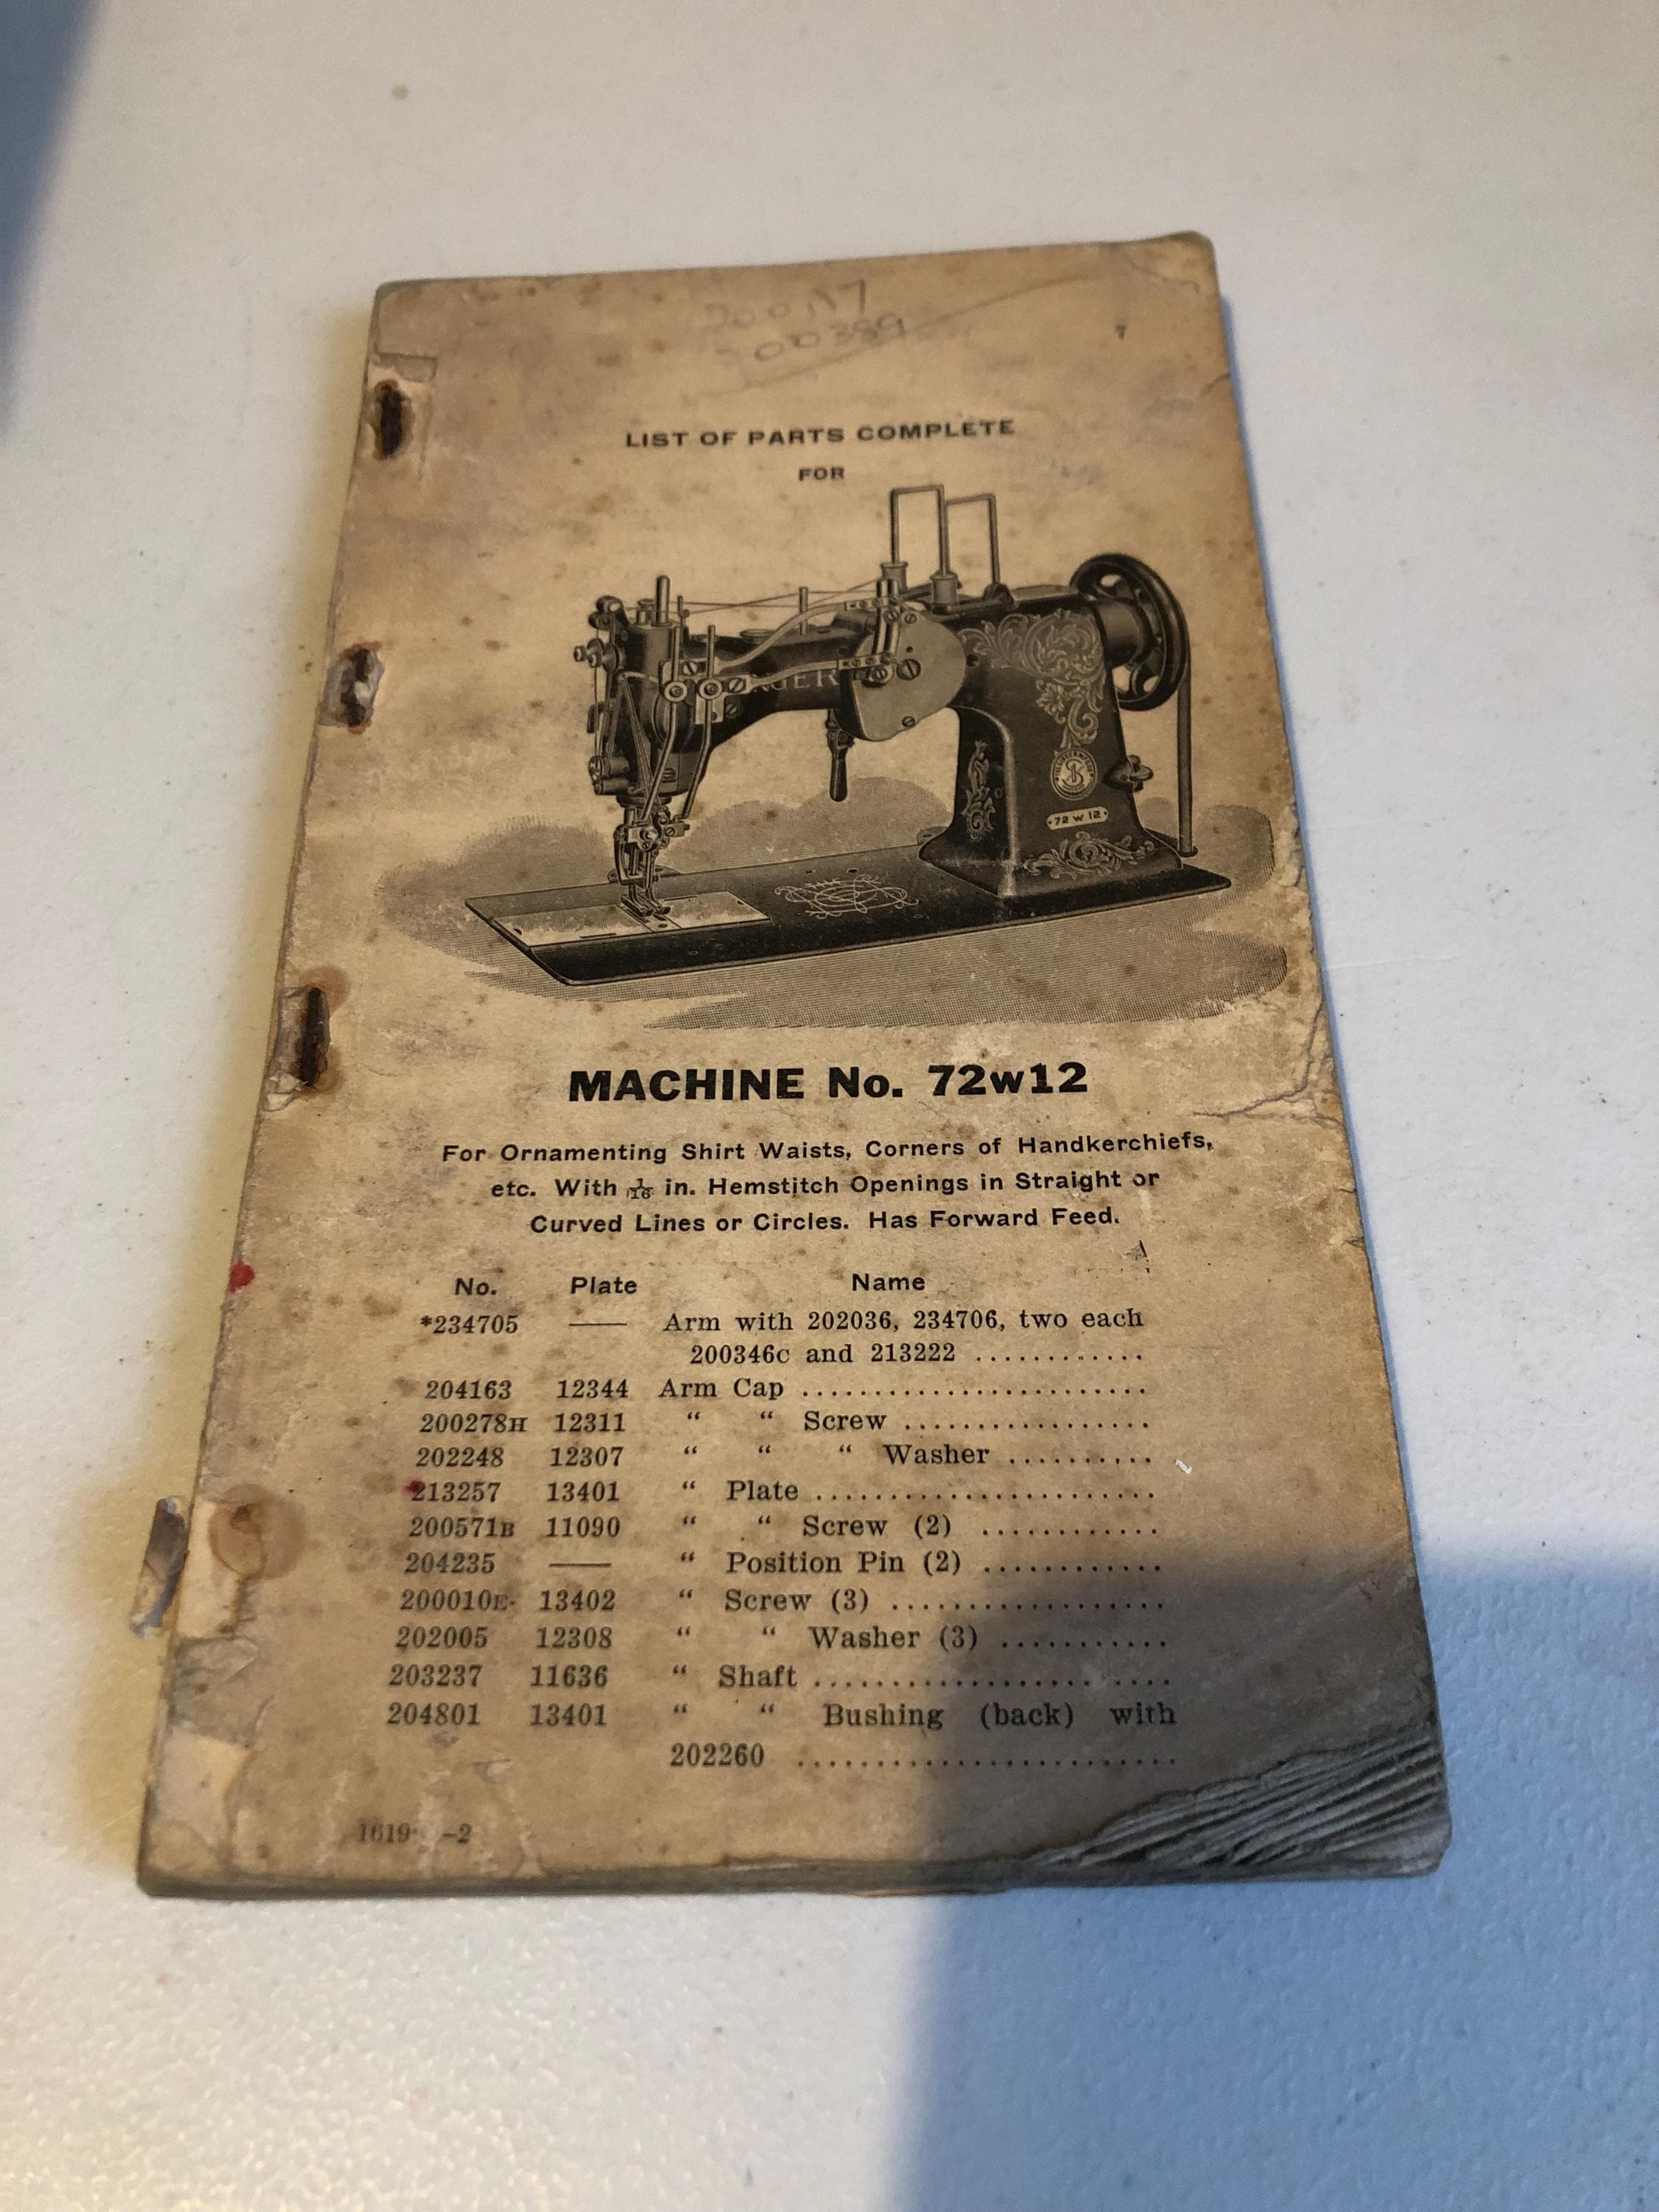 00389
LIST OF PARTS COMPLETE
FOR
72 W 12
MACHINE No. 72w12
For Ornamenting Shirt Waists, Corners of Handkerchiefs,
etc. With 1/16 in. Hemstitch Openings in Straight or
Curved Lines or Circles. Has Forward Feed.
No. Plate Name
*234705 —— Arm with 202036, 234706, two each
200346C and 213222 ............
204163 12344 Arm Cap ........................
200278H 12311 “ “ Screw .................
202248 12307 “ “ “ Washer ..........
213257 13401 “ Plate .......................
200571B 11090 “ “ Screw (2) ............
204235 —— “ Position Pin (2) ............
200010E 13402 “ Screw (3) ..................
202005 12308 “ “ Washer (3) ...........
203237 11636 “ Shaft .......................
204801 13401 “ “ Bushing (back) with
202260 .........................
1619 -2